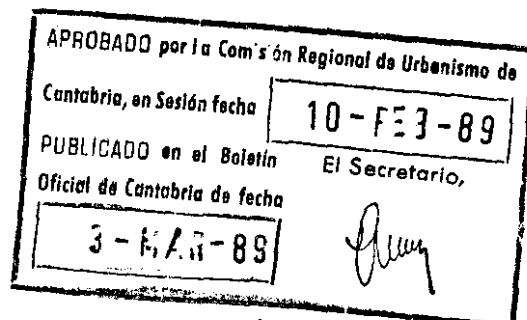 APROBADO por la Comisión Regional de Urbanismo de
Cantabria, en Sesión fecha
10-FEB-89
PUBLICADO en el Boletín
El Secretario,
Oficial de Cantabria de fecha
3-MAR-89